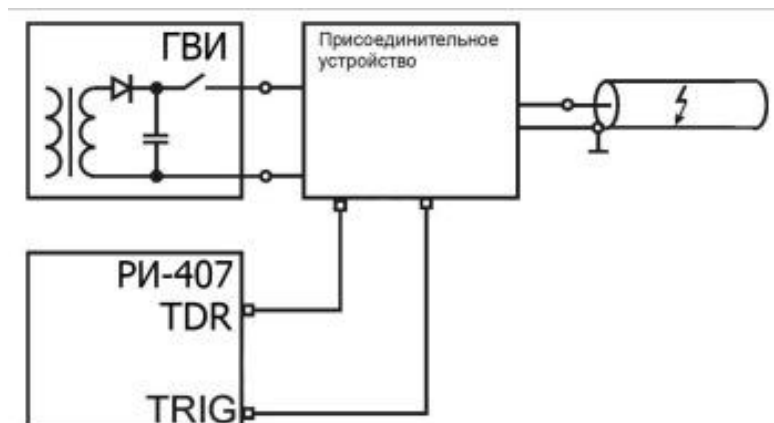 ГВИ
Присоединительное
устройство
РИ-407
TDR
TRIG